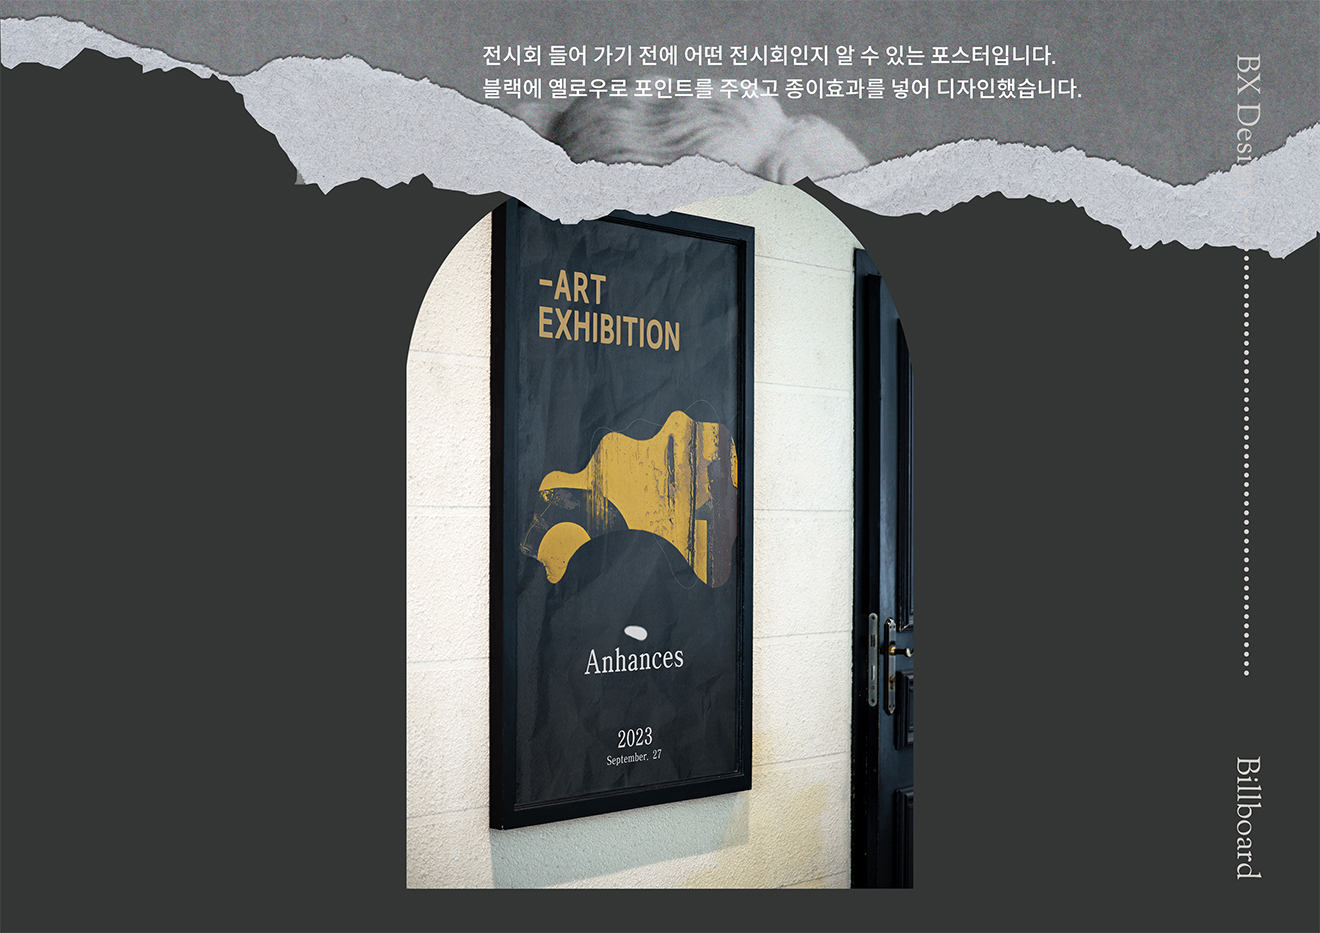 전시회 들어 가기 전에 어떤 전시회인지 알 수 있는 포스터입니다.
블랙에 옐로우로 포인트를 주었고 종이효과를 넣어 디자인했습니다.
BX Desi
-ART
EXHIBITION
Anhances
2023
September. 27
Billboard